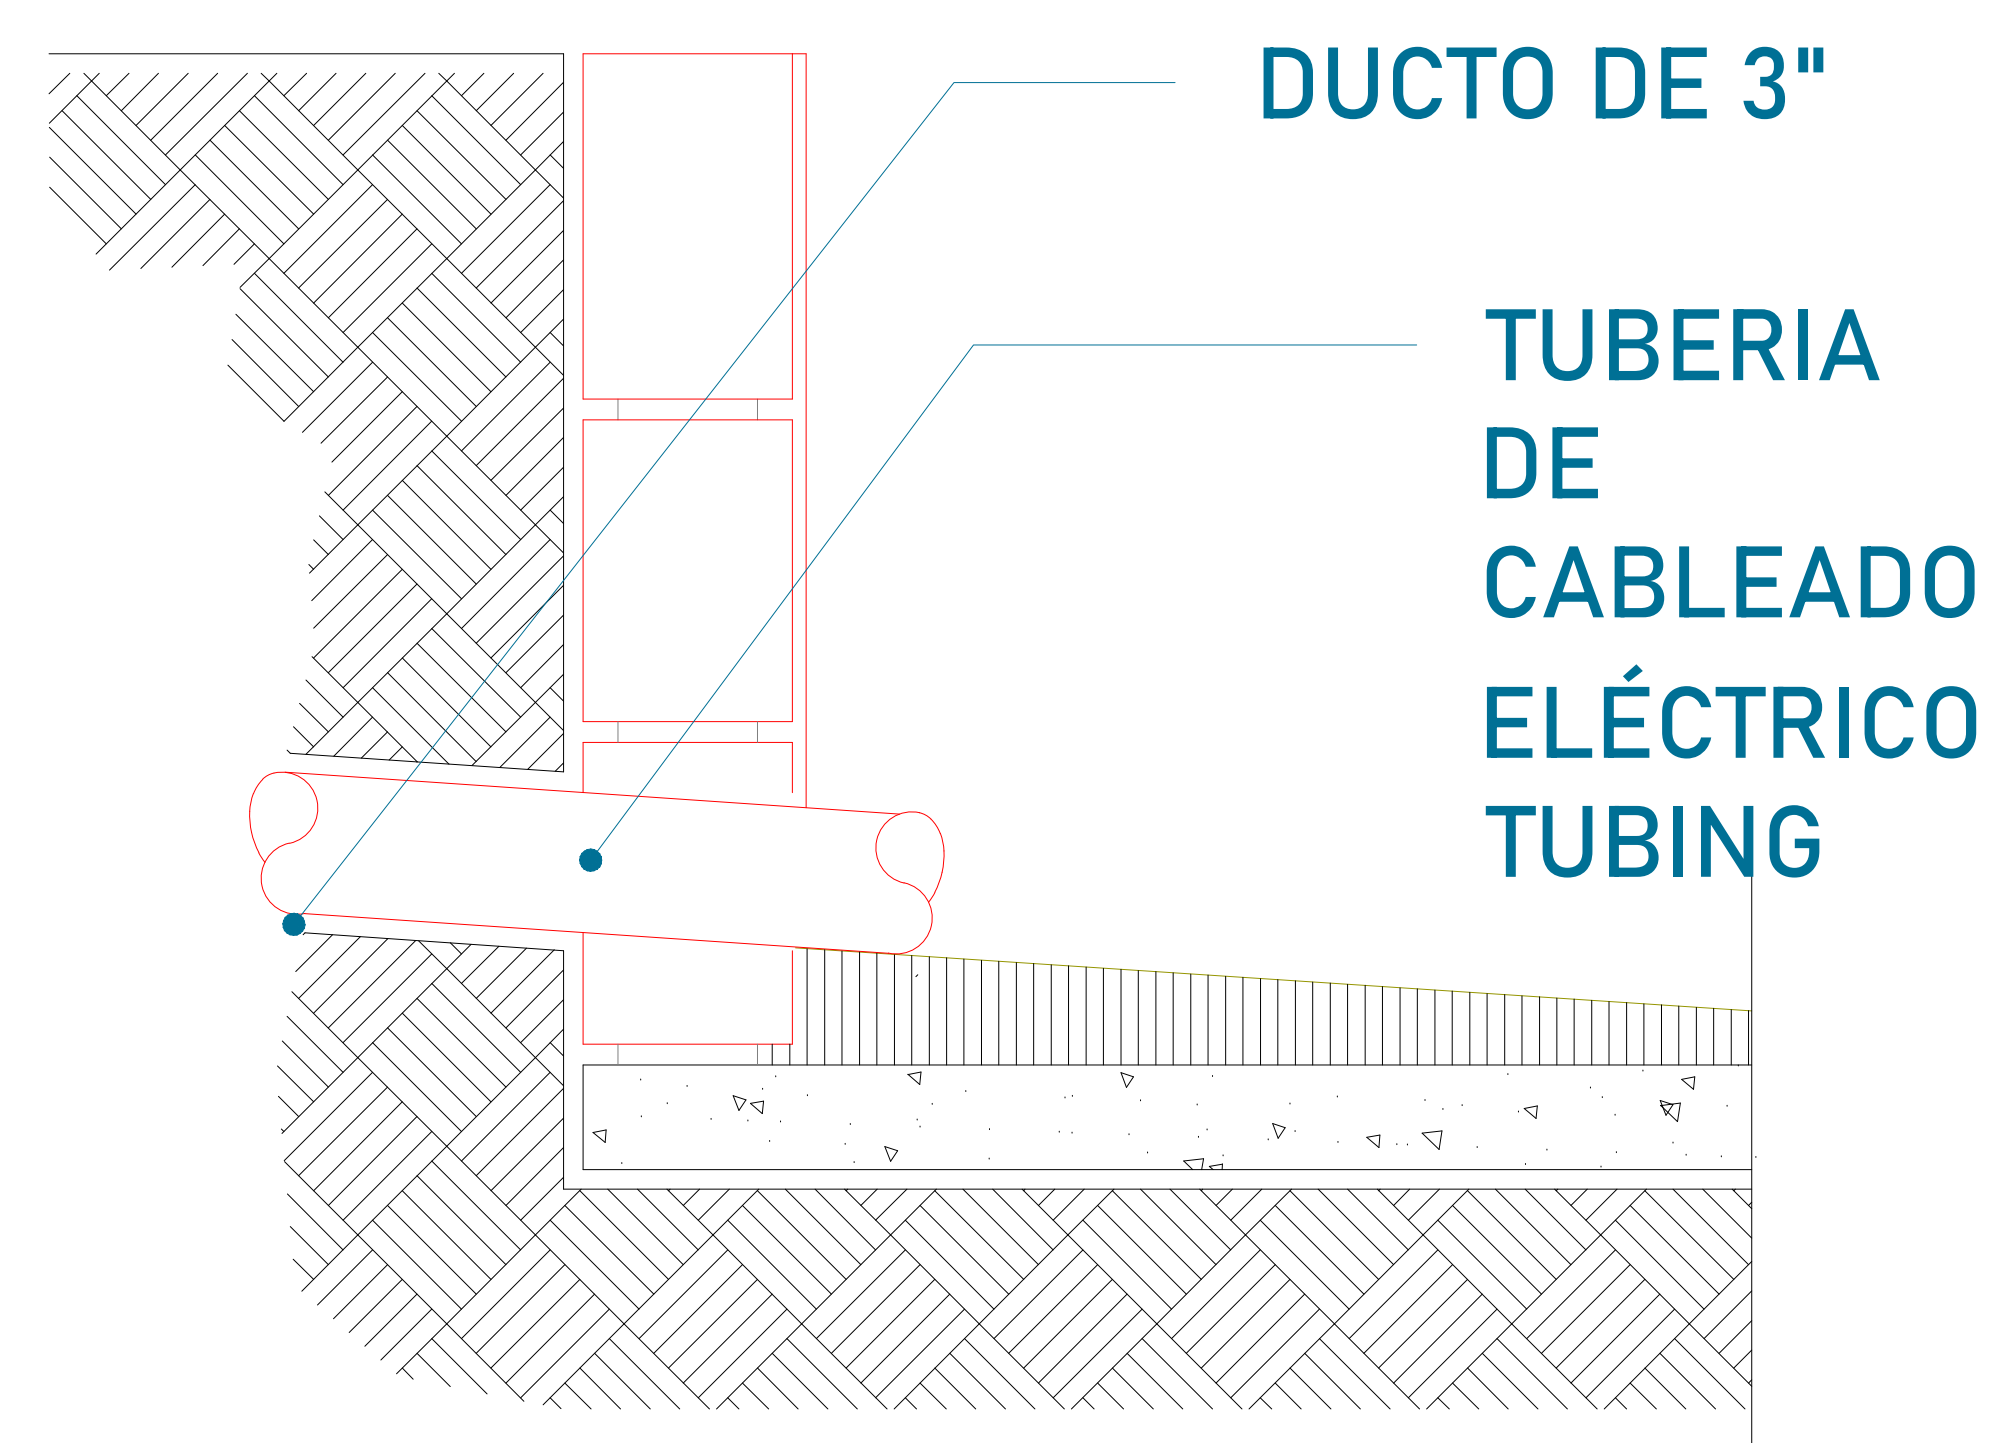 DUCTO DE 3"
TUBERIA
DE
CABLEADO
ELÉCTRICO
TUBING